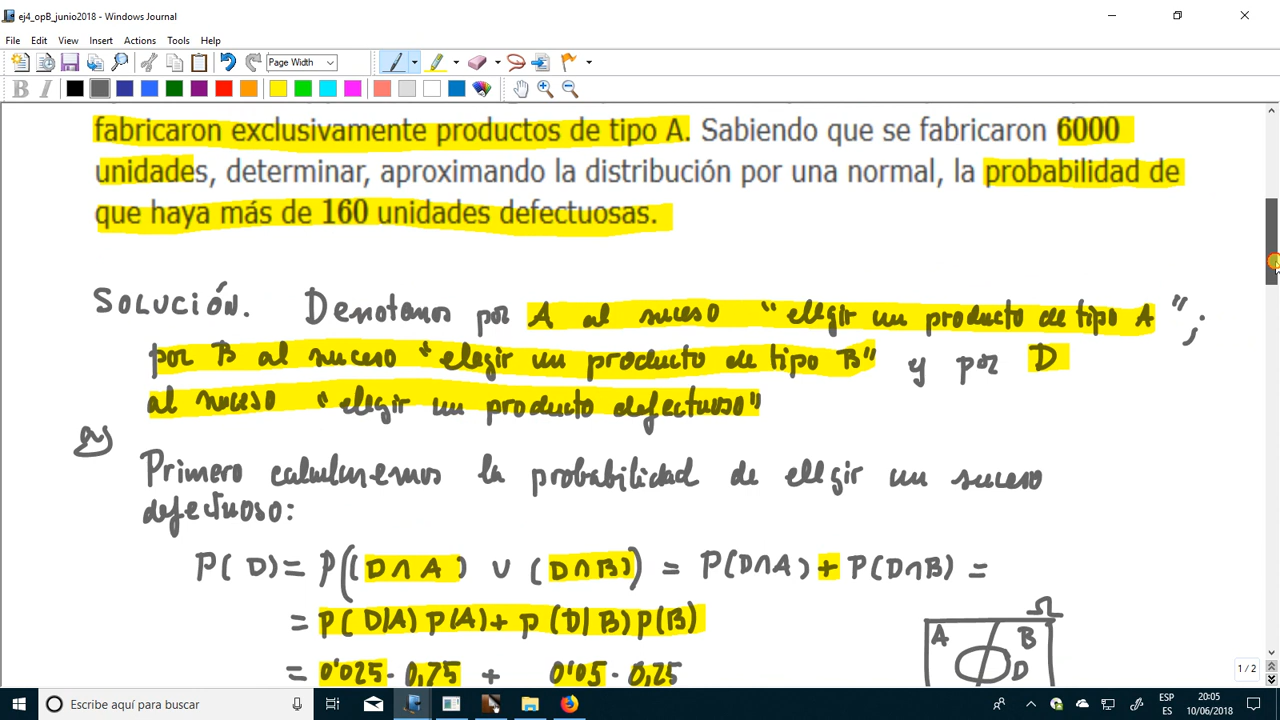 ej4_opB_junio2018 - Windows Journal
File Edit View Insert Actions Tools Help
Page Width
B I
fabricaron exclusivamente productos de tipo A. Sabiendo que se fabricaron 6000
unidades, determinar, aproximando la distribución por una normal, la probabilidad de
que haya más de 160 unidades defectuosas.
SOLUCIÓN. Denotamos por A al suceso "elegir un producto de tipo A";
por B al suceso "elegir un producto de tipo B" y por D
al suceso "elegir un producto defectuoso"
a)
Primero calcularemos la probabilidad de elegir un suceso
defectuoso:
P(D) = P((D∩A) ∪ (D∩B)) = P(D∩A) + P(D∩B) =
= P(D|A) P(A) + P(D|B) P(B)
= 0'025 · 0,75 + 0'05 · 0,25
Ω
A B
D
1 / 2
Escribe aquí para buscar
ESP
ES
20:05
10/06/2018